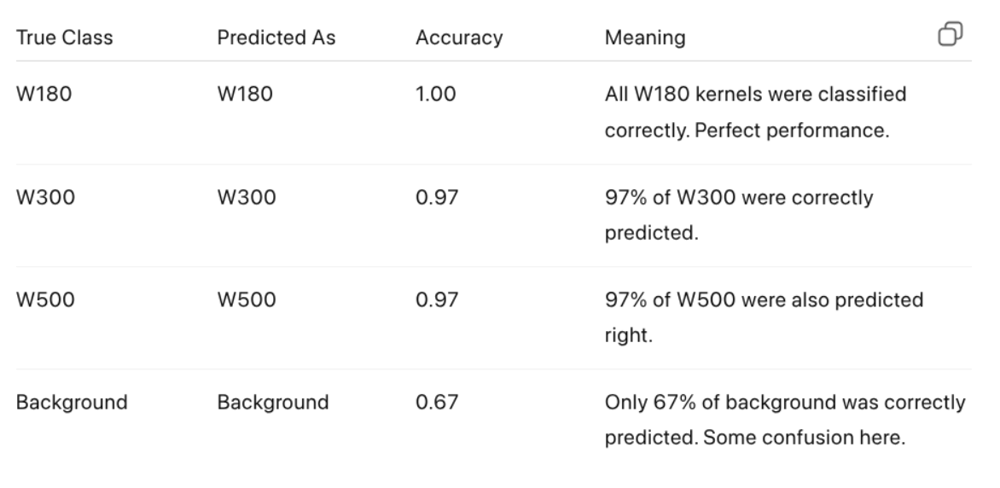 True Class Predicted As Accuracy Meaning
W180 W180 1.00 All W180 kernels were classified
correctly. Perfect performance.
W300 W300 0.97 97% of W300 were correctly
predicted.
W500 W500 0.97 97% of W500 were also predicted
right.
Background Background 0.67 Only 67% of background was correctly
predicted. Some confusion here.